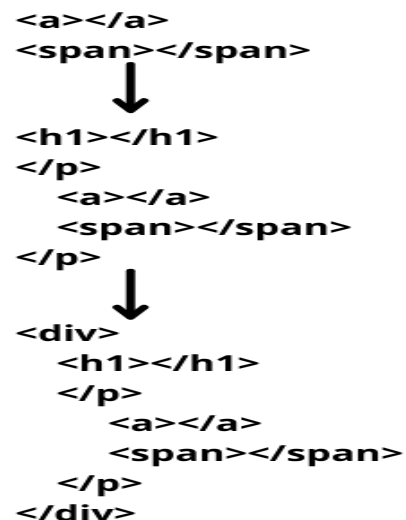 <a></a>
<span></span>
<h1></h1>
</p>
<a></a>
<span></span>
</p>
<div>
<h1></h1>
</p>
<a></a>
<span></span>
</p>
</div>